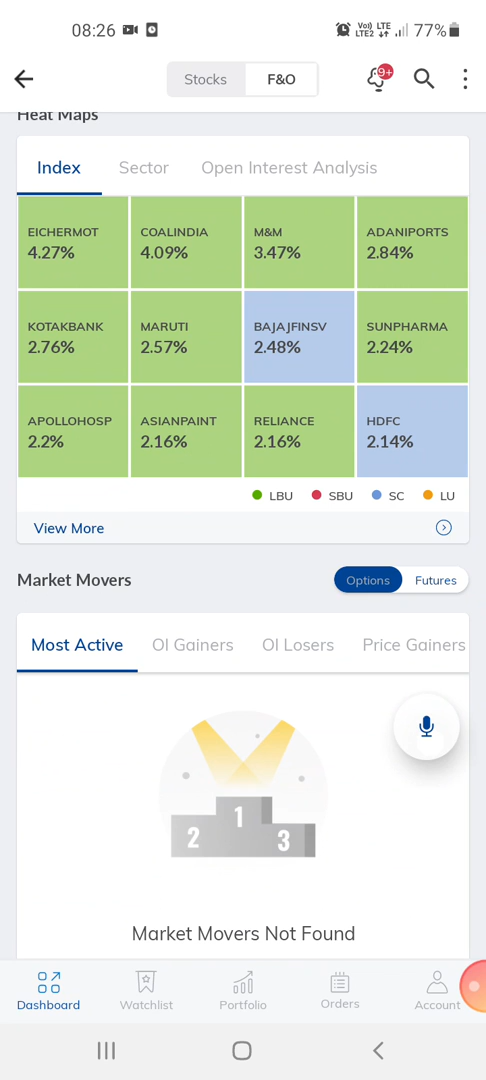 08:26
Vo)) LTE
LTE2
77%
Stocks F&O
9+
Heat Maps
Index Sector Open Interest Analysis
EICHERMOT COALINDIA M&M ADANIPORTS
4.27% 4.09% 3.47% 2.84%
KOTAKBANK MARUTI BAJAJFINSV SUNPHARMA
2.76% 2.57% 2.48% 2.24%
APOLLOHOSP ASIANPAINT RELIANCE HDFC
2.2% 2.16% 2.16% 2.14%
LBU SBU SC LU
View More
Market Movers Options Futures
Most Active OI Gainers OI Losers Price Gainers
1
2 3
Market Movers Not Found
Dashboard Watchlist Portfolio Orders Account